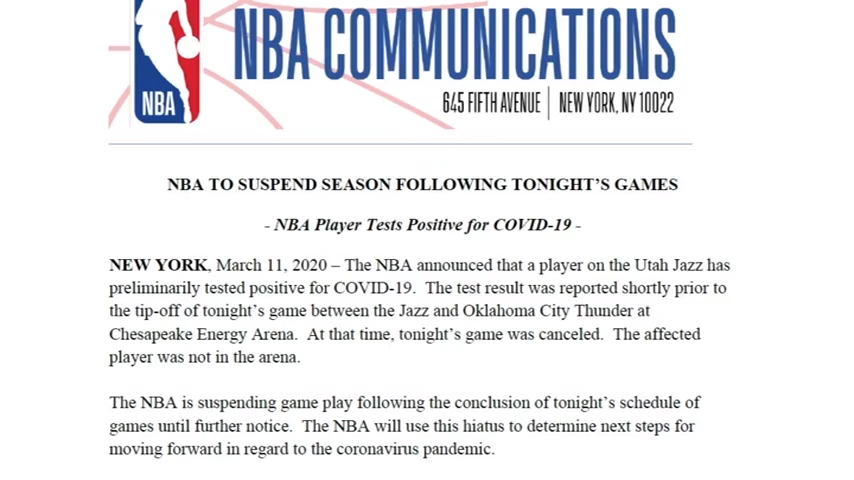 NBA
NBA COMMUNICATIONS
645 FIFTH AVENUE | NEW YORK, NY 10022
NBA TO SUSPEND SEASON FOLLOWING TONIGHT’S GAMES
- NBA Player Tests Positive for COVID-19 -
NEW YORK, March 11, 2020 – The NBA announced that a player on the Utah Jazz has
preliminarily tested positive for COVID-19.  The test result was reported shortly prior to
the tip-off of tonight’s game between the Jazz and Oklahoma City Thunder at
Chesapeake Energy Arena.  At that time, tonight’s game was canceled.  The affected
player was not in the arena.
The NBA is suspending game play following the conclusion of tonight’s schedule of
games until further notice.  The NBA will use this hiatus to determine next steps for
moving forward in regard to the coronavirus pandemic.